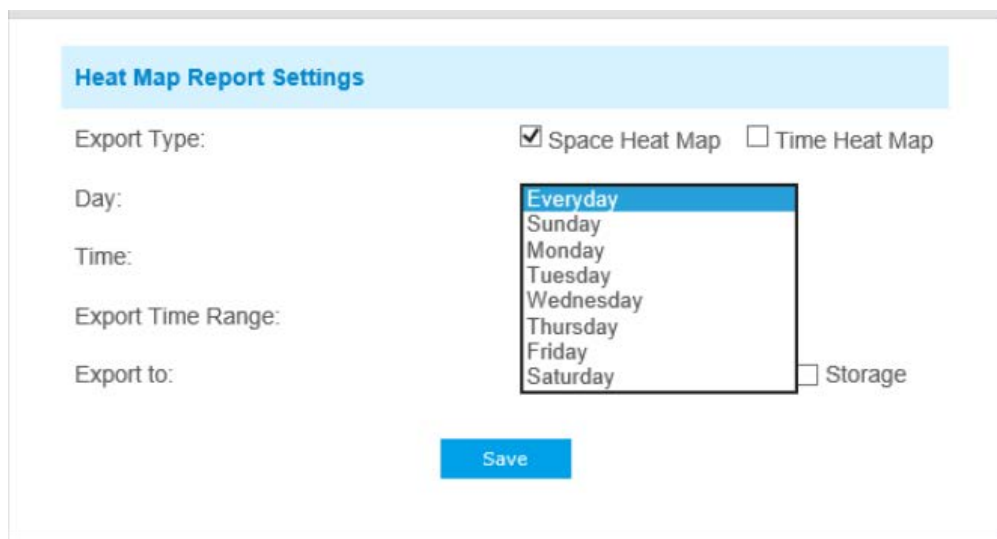 Heat Map Report Settings
Export Type: Space Heat Map Time Heat Map
Day: Everyday
Sunday
Time: Monday
Tuesday
Wednesday
Export Time Range: Thursday
Friday
Export to: Saturday Storage
Save